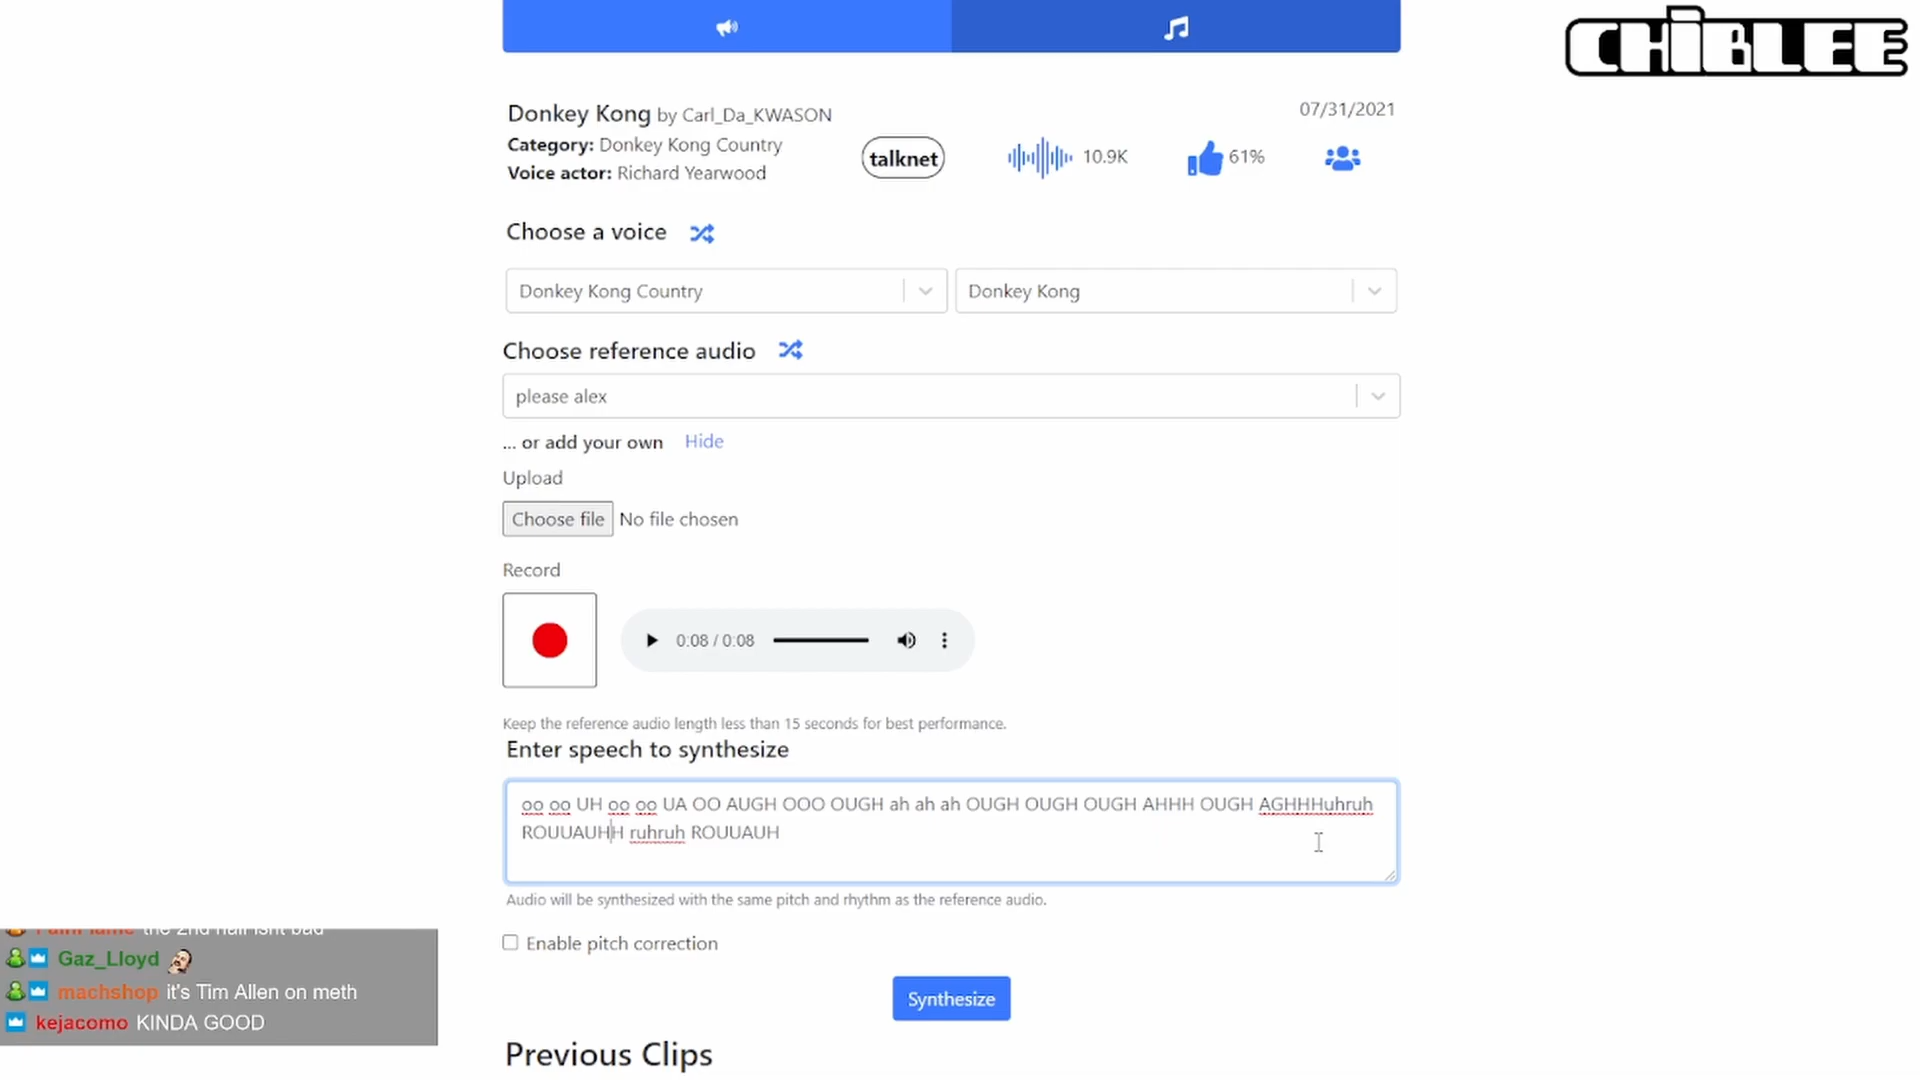 CHiBLEE
Donkey Kong by Carl_Da_KWASON
07/31/2021
Category: Donkey Kong Country
Voice actor: Richard Yearwood
talknet
10.9K
61%
Choose a voice
Donkey Kong Country
Donkey Kong
Choose reference audio
please alex
... or add your own Hide
Upload
Choose file No file chosen
Record
0:08 / 0:08
Keep the reference audio length less than 15 seconds for best performance.
Enter speech to synthesize
oo oo UH oo oo UA OO AUGH OOO OUGH ah ah ah OUGH OUGH OUGH AHHH OUGH AGHHHuhruh
ROUUAUHH ruhruh ROUUAUH
Audio will be synthesized with the same pitch and rhythm as the reference audio.
Enable pitch correction
Synthesize
Previous Clips
the 2nd half isnt bad
Gaz_Lloyd
machshop it's Tim Allen on meth
kejacomo KINDA GOOD